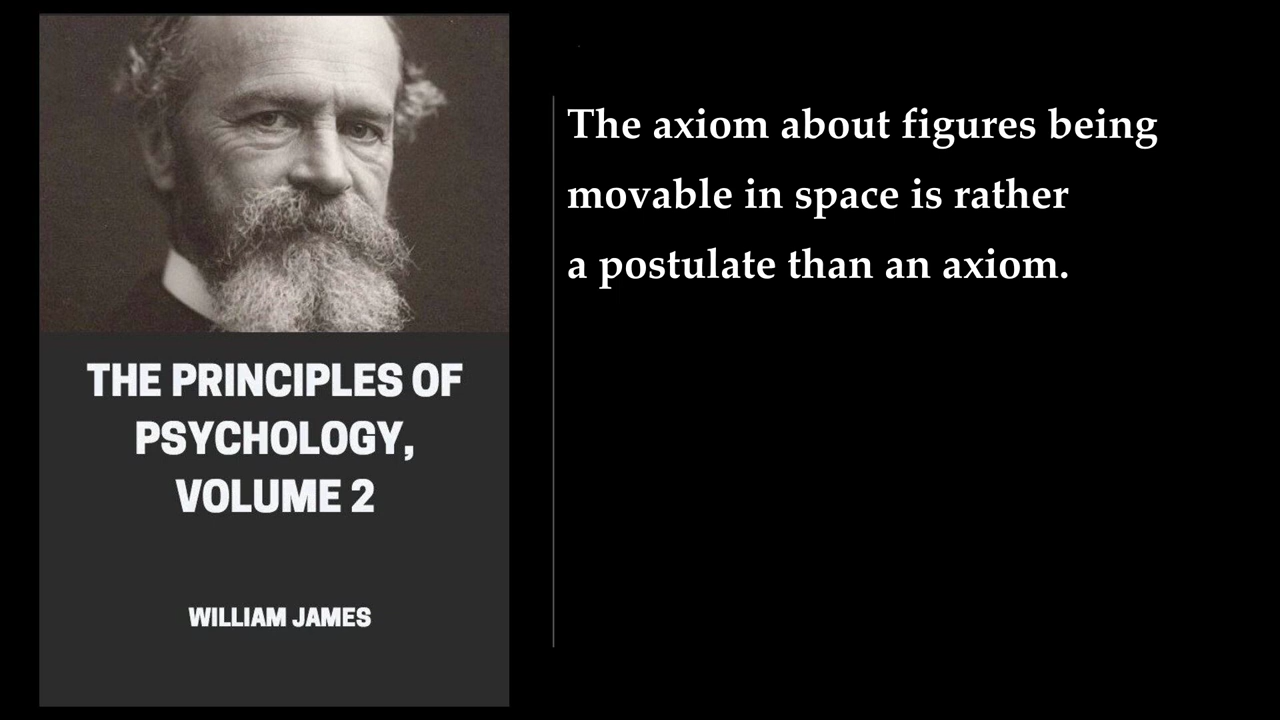 THE PRINCIPLES OF
PSYCHOLOGY,
VOLUME 2
WILLIAM JAMES
The axiom about figures being
movable in space is rather
a postulate than an axiom.